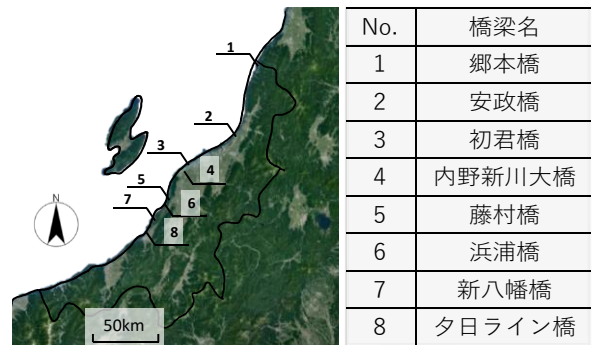 1
2
3
4
5
6
7
8
N
50km
No. 橋梁名
1 郷本橋
2 安政橋
3 初君橋
4 内野新川大橋
5 藤村橋
6 浜浦橋
7 新八幡橋
8 夕日ライン橋